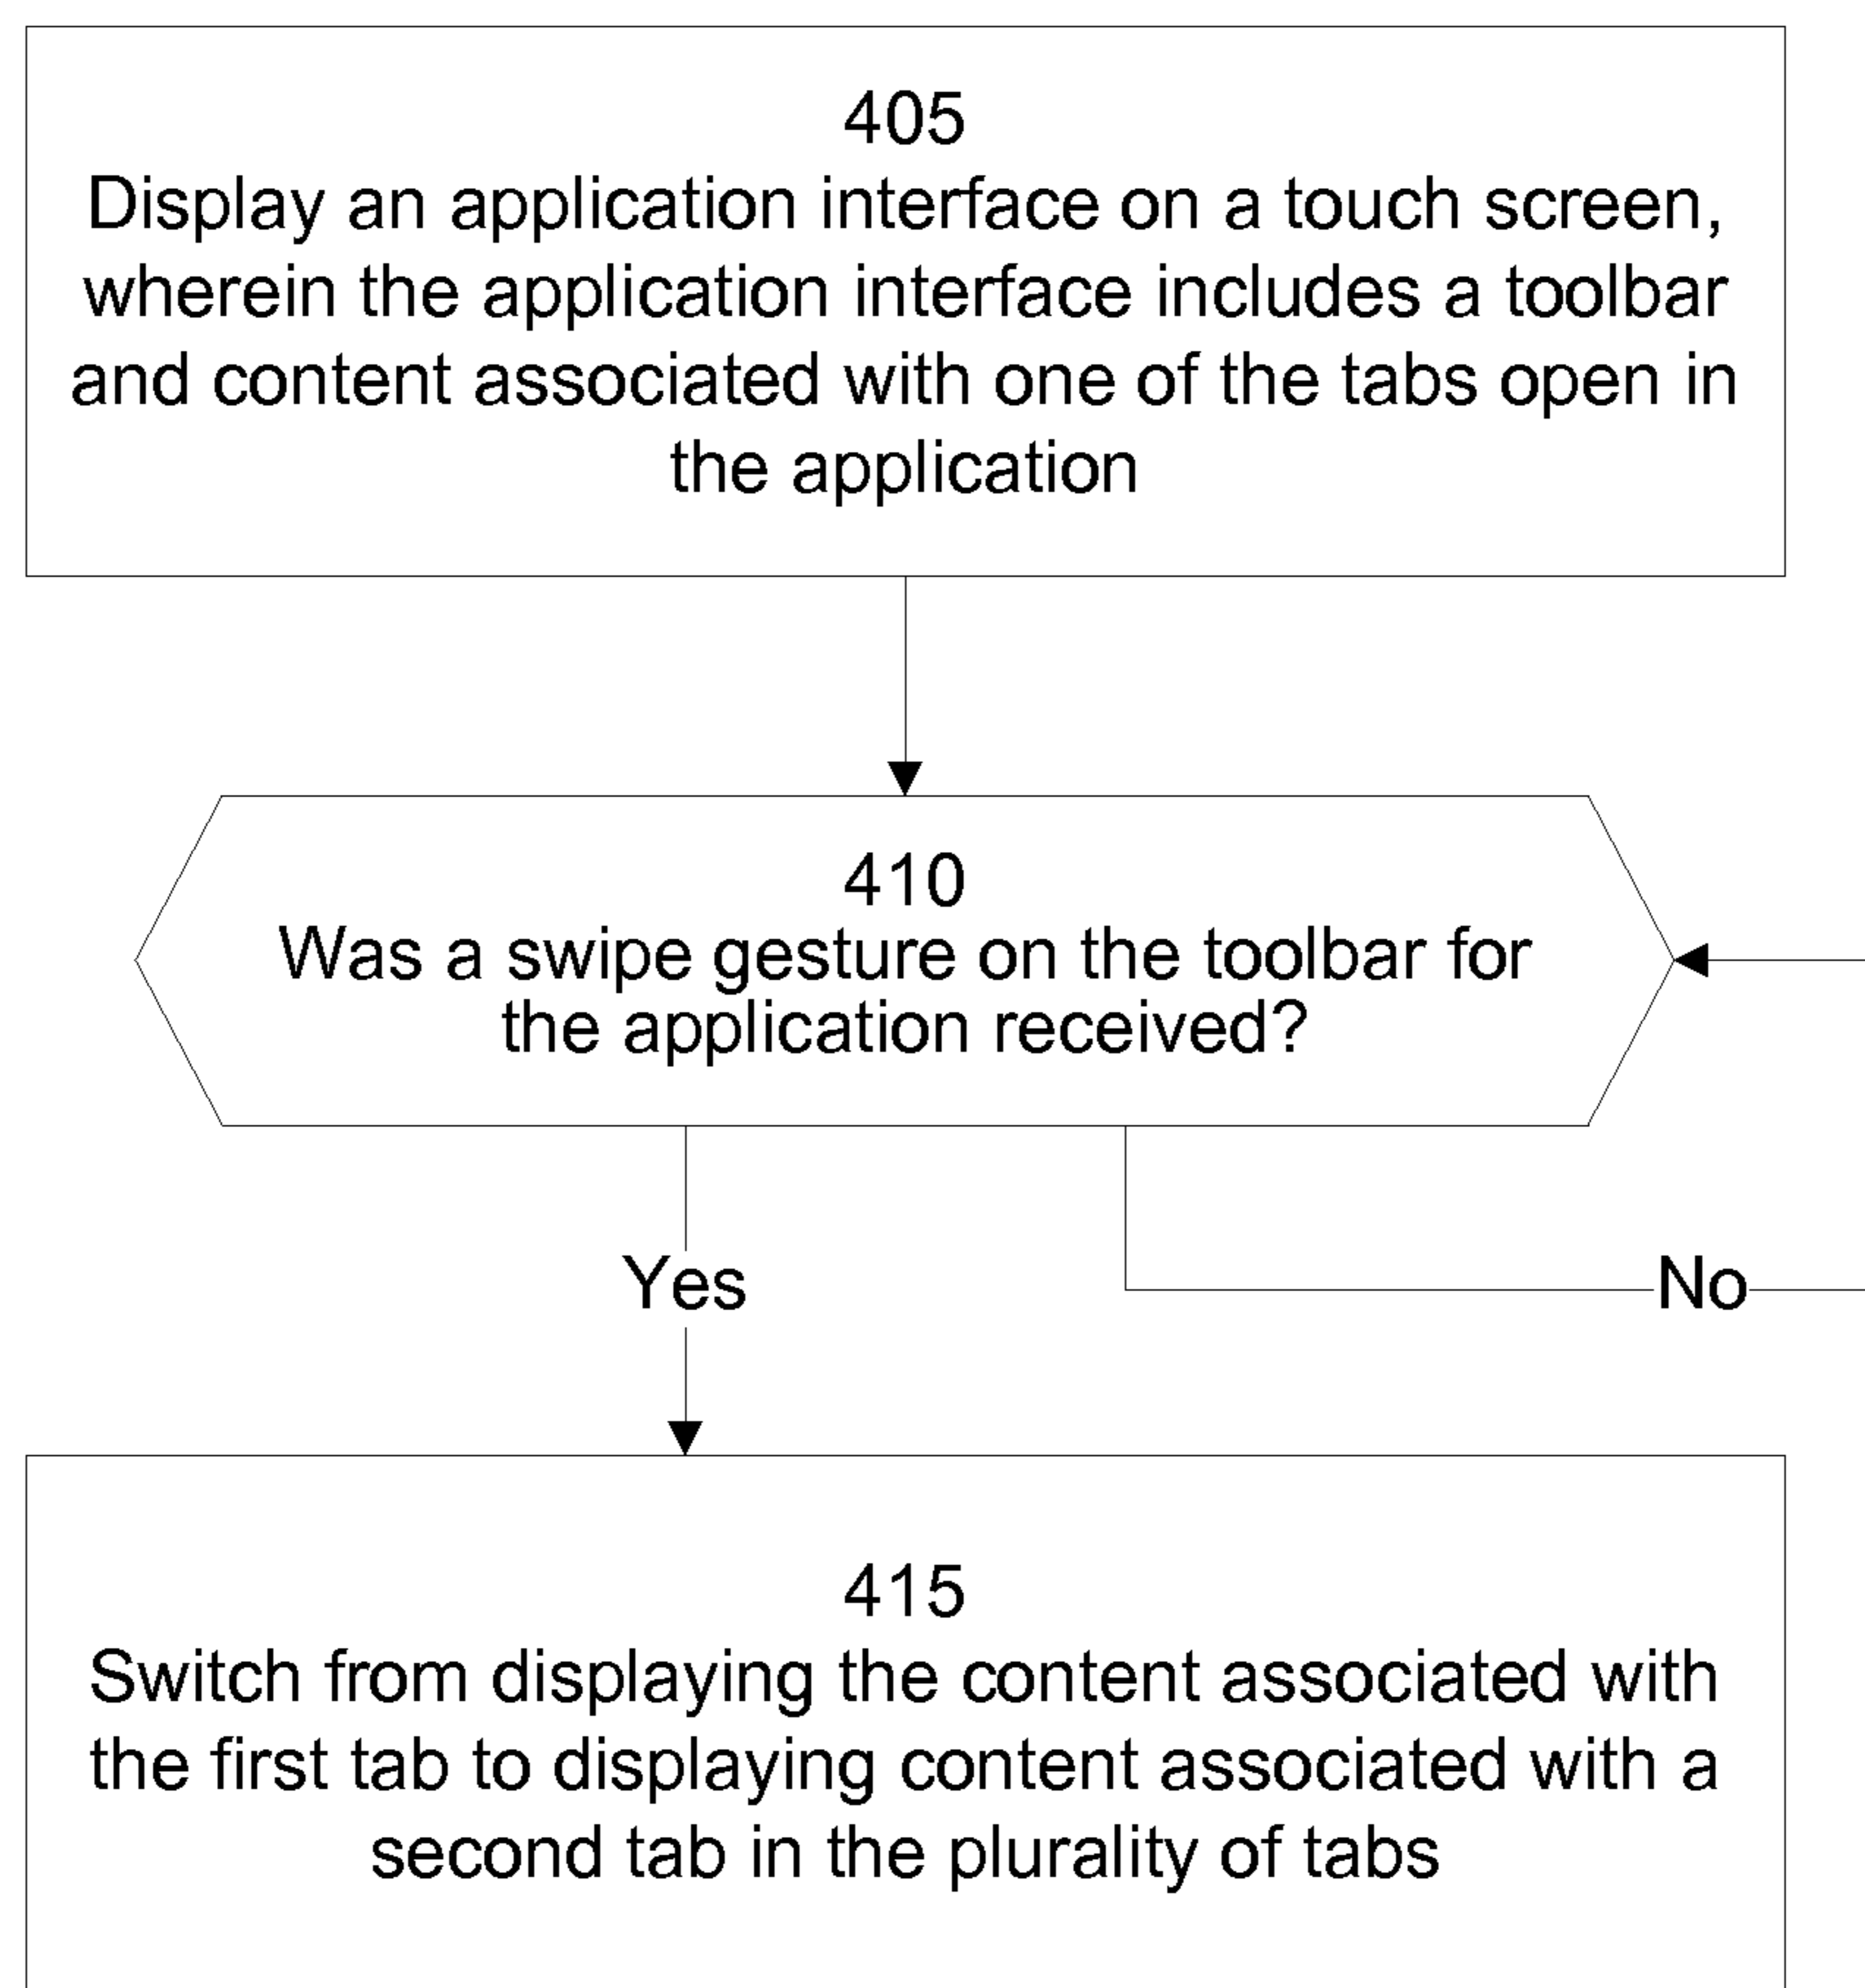 405
Display an application interface on a touch screen,
wherein the application interface includes a toolbar
and content associated with one of the tabs open in
the application
410
Was a swipe gesture on the toolbar for
the application received?
Yes
No
415
Switch from displaying the content associated with
the first tab to displaying content associated with a
second tab in the plurality of tabs